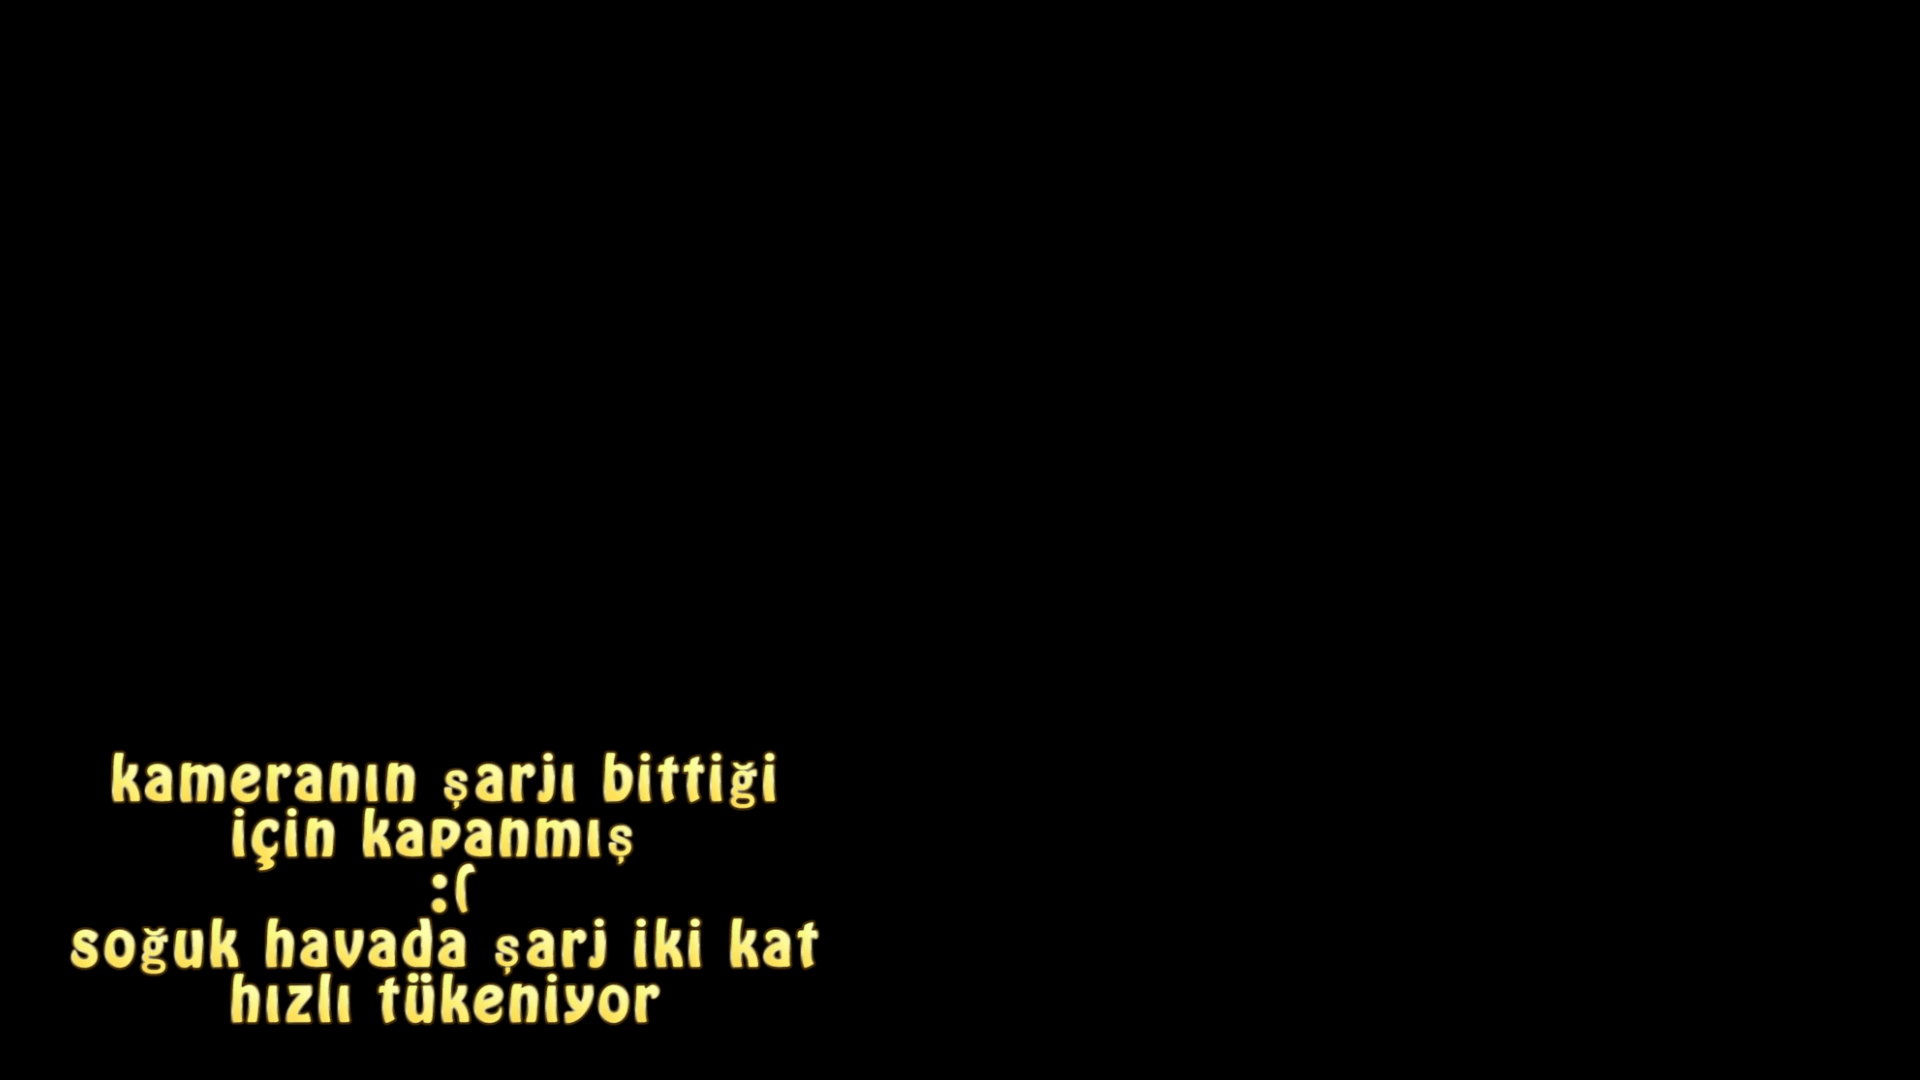 kameranın şarjı bittiği
için kapanmış
:(
soğuk havada şarj iki kat
hızlı tükeniyor